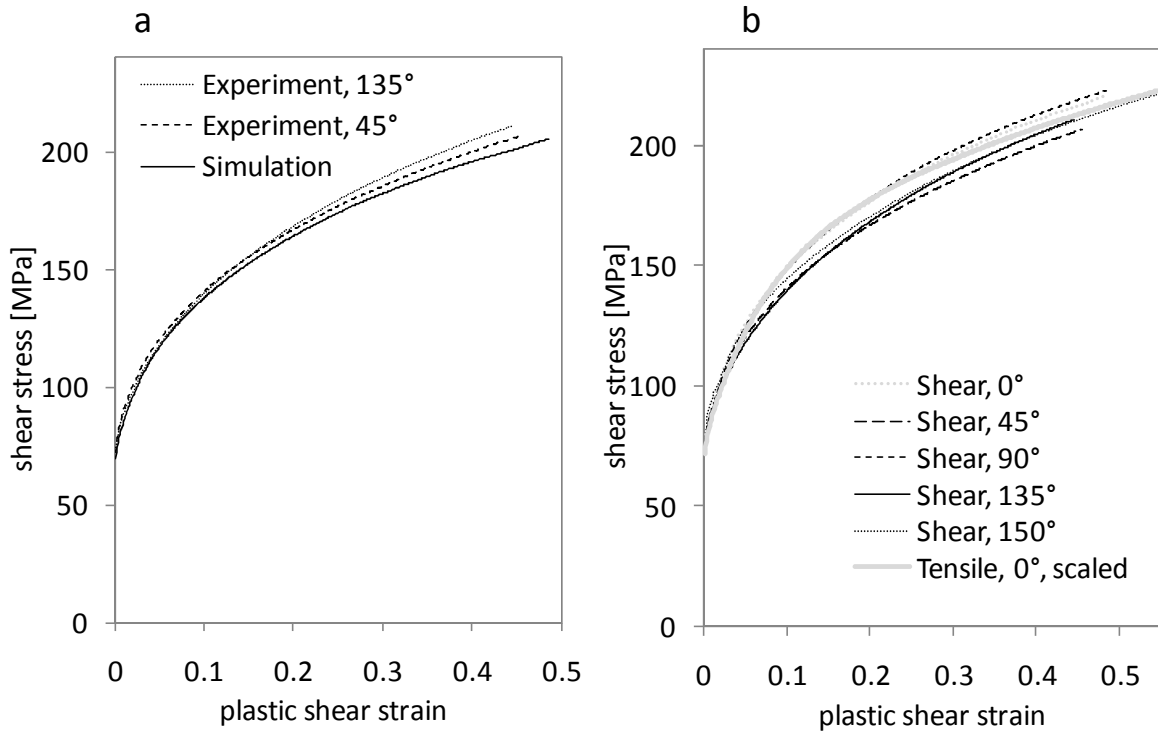 a
Experiment, 135°
Experiment, 45°
Simulation
shear stress [MPa]
200
150
100
50
0
0 0.1 0.2 0.3 0.4 0.5
plastic shear strain
b
shear stress [MPa]
200
150
100
50
0
Shear, 0°
Shear, 45°
Shear, 90°
Shear, 135°
Shear, 150°
Tensile, 0°, scaled
0 0.1 0.2 0.3 0.4 0.5
plastic shear strain